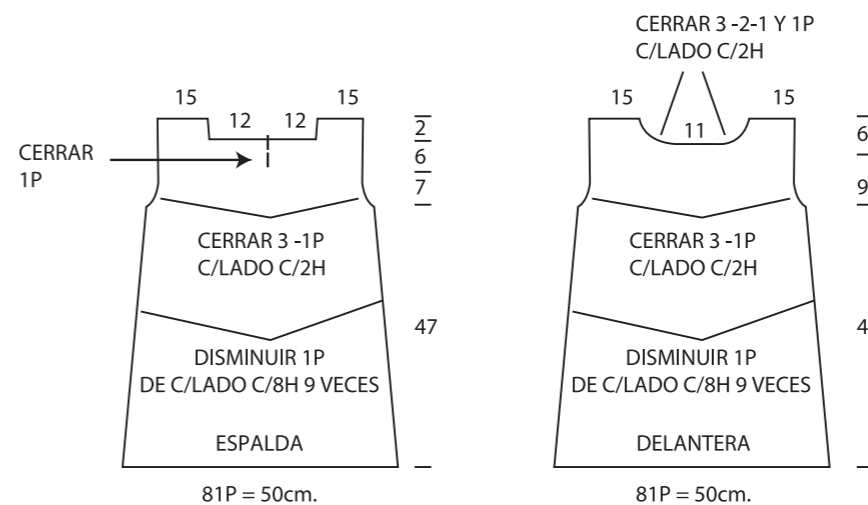 15
15
12
12
CERRAR
1P
2
6
7
CERRAR 3 -1P
C/LADO C/2H
47
DISMINUIR 1P
DE C/LADO C/8H 9 VECES
ESPALDA
81P = 50cm.
CERRAR 3 -2-1 Y 1P
C/LADO C/2H
15
15
11
6
9
CERRAR 3 -1P
C/LADO C/2H
4
DISMINUIR 1P
DE C/LADO C/8H 9 VECES
DELANTERA
81P = 50cm.